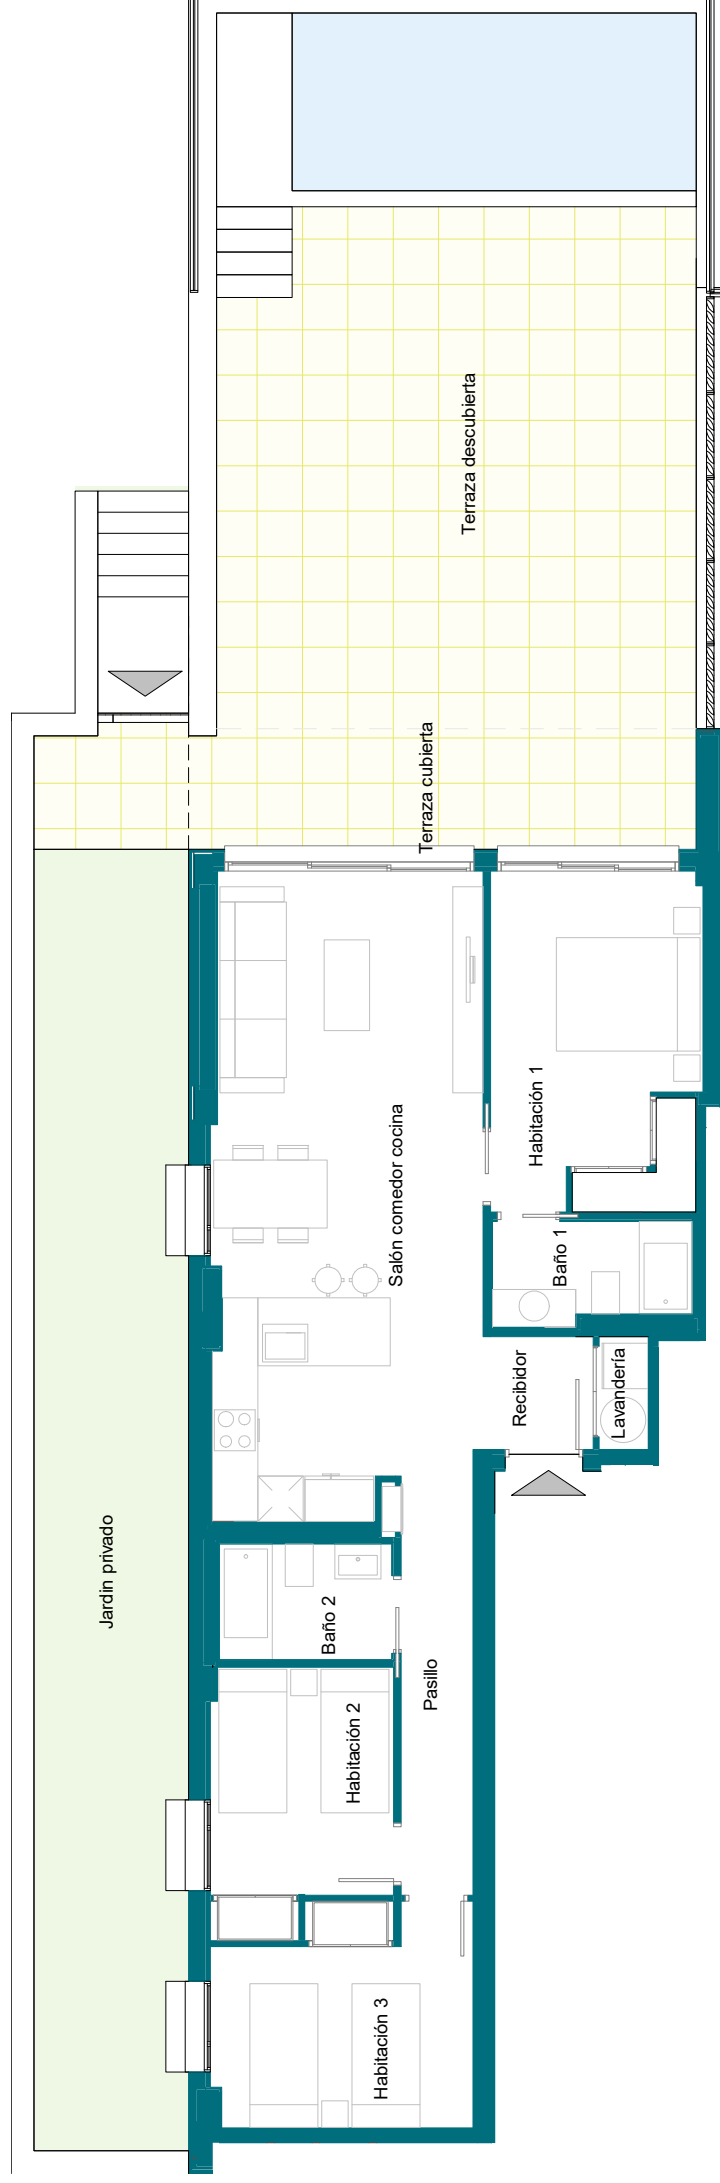 Terraza descubierta
Terraza cubierta
Habitación 1
Salón comedor cocina
Baño 1
Recibidor
Lavandería
Jardin privado
Baño 2
Pasillo
Habitación 2
Habitación 3